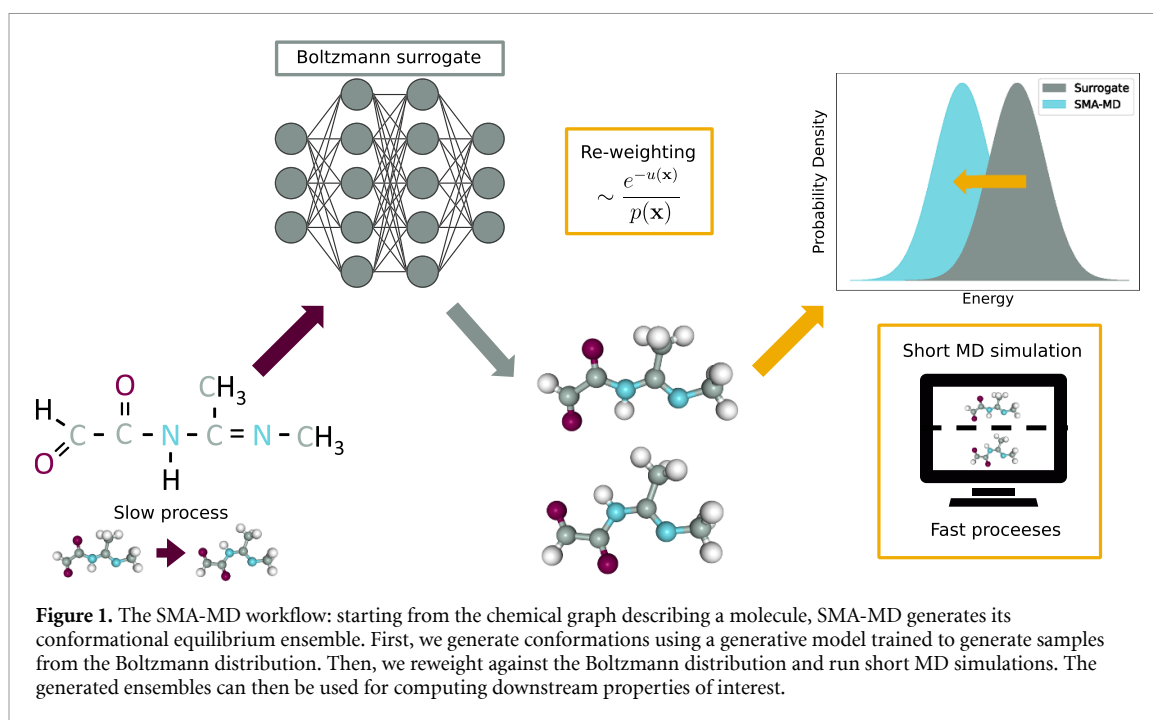 Boltzmann surrogate
Re-weighting
∼ e^{−u(x)} / p(x)
Surrogate
SMA-MD
Probability Density
Energy
H
O
C
O
C
N
H
CH3
C
N
CH3
Slow process
Short MD simulation
Fast proceeses
Figure 1. The SMA-MD workflow: starting from the chemical graph describing a molecule, SMA-MD generates its
conformational equilibrium ensemble. First, we generate conformations using a generative model trained to generate samples
from the Boltzmann distribution. Then, we reweight against the Boltzmann distribution and run short MD simulations. The
generated ensembles can then be used for computing downstream properties of interest.